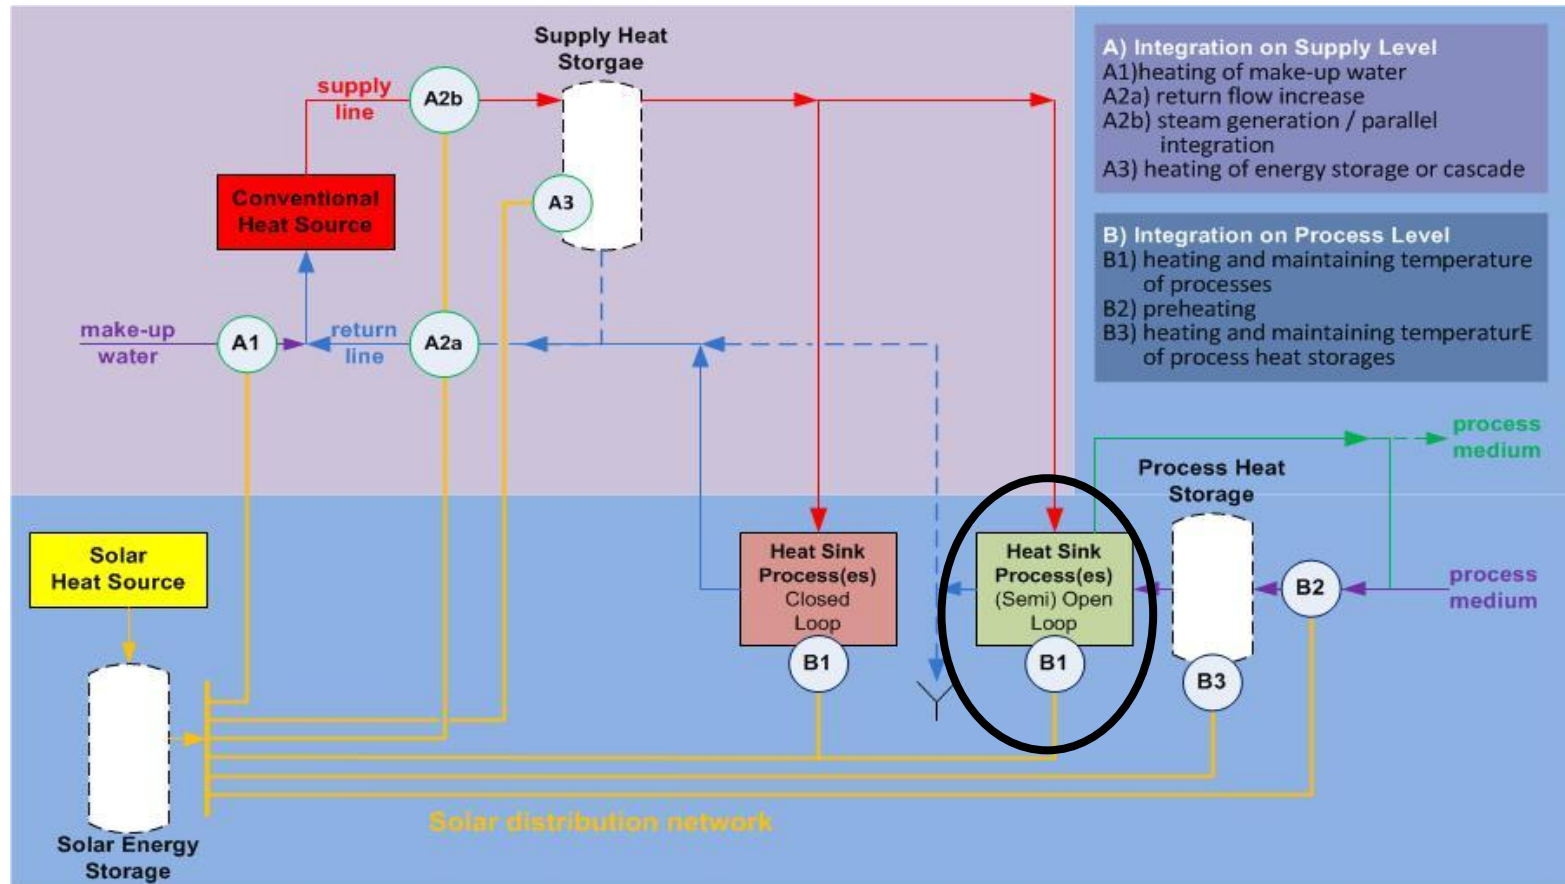 Supply Heat
Storgae
supply
line
A2b
A3
Conventional
Heat Source
make-up
water
A1
return
line
A2a
A) Integration on Supply Level
A1)heating of make-up water
A2a) return flow increase
A2b) steam generation / parallel
integration
A3) heating of energy storage or cascade
B) Integration on Process Level
B1) heating and maintaining temperature
of processes
B2) preheating
B3) heating and maintaining temperaturE
of process heat storages
process
medium
Process Heat
Storage
Solar
Heat Source
Heat Sink
Process(es)
Closed
Loop
B1
Heat Sink
Process(es)
(Semi) Open
Loop
B1
B3
B2
process
medium
Solar distribution network
Solar Energy
Storage